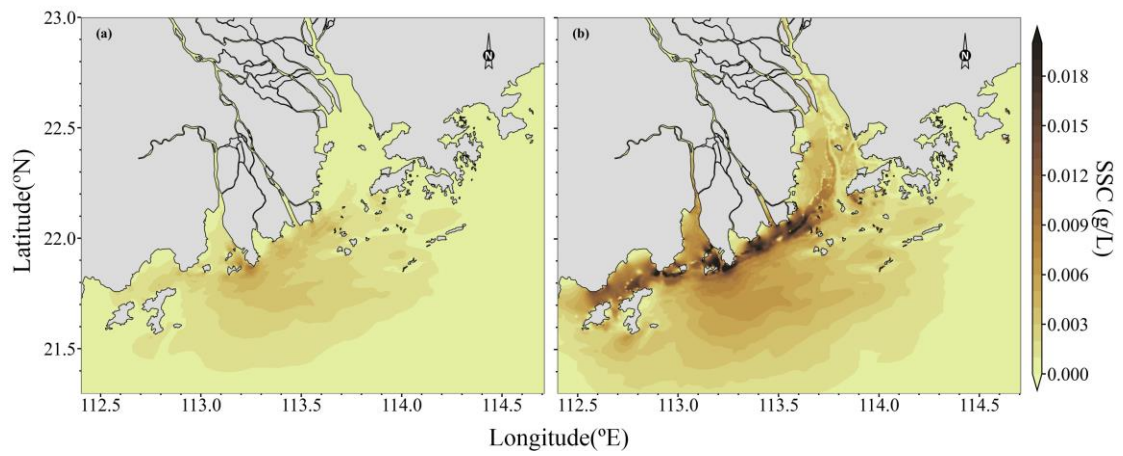 (a)
(b)
N
N
23.0
22.5
22.0
21.5
Latitude(ºN)
112.5 113.0 113.5 114.0 114.5
112.5 113.0 113.5 114.0 114.5
Longitude(ºE)
0.018
0.015
0.012
0.009
0.006
0.003
0.000
SSC (g/L)